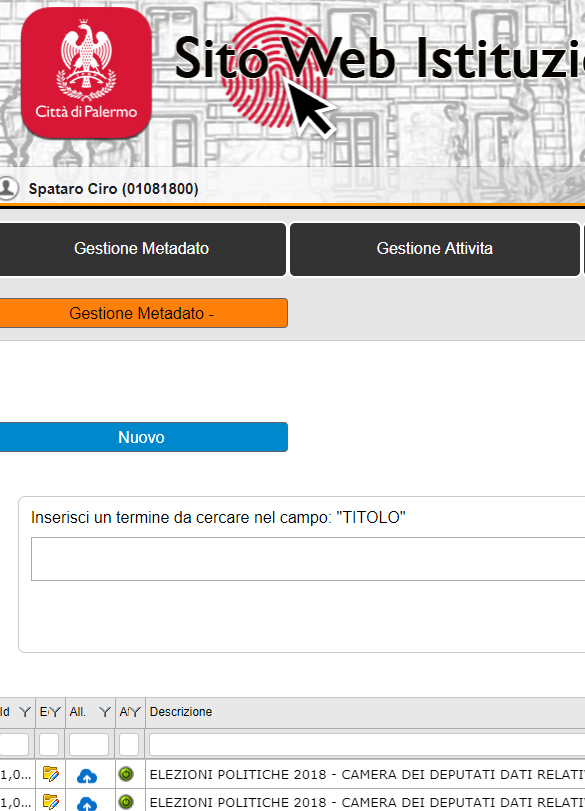 Sito Web Istituzi
Città di Palermo
Spataro Ciro (01081800)
Gestione Metadato
Gestione Attivita
Gestione Metadato -
Nuovo
Inserisci un termine da cercare nel campo: "TITOLO"
Id All. Descrizione
1,0... ELEZIONI POLITICHE 2018 - CAMERA DEI DEPUTATI DATI RELATI
1,0... ELEZIONI POLITICHE 2018 - CAMERA DEI DEPUTATI DATI RELATI